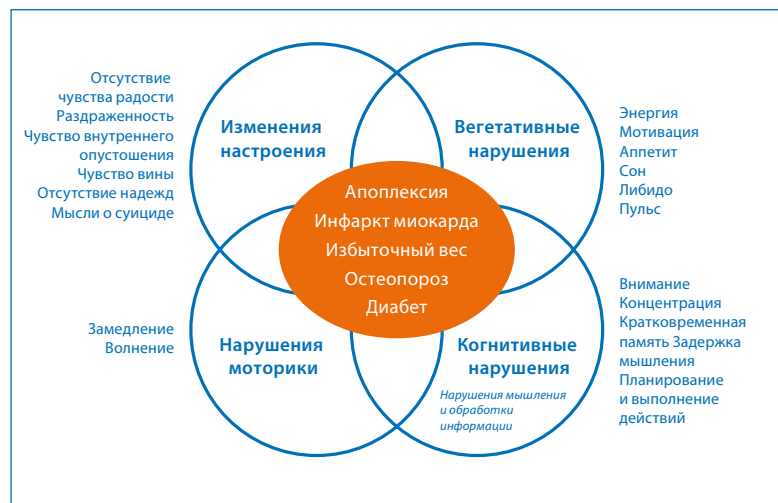 Отсутствие
чувства радости
Раздраженность
Чувство внутреннего
опустошения
Чувство вины
Отсутствие надежд
Мысли о суициде
Изменения
настроения
Вегетативные
нарушения
Энергия
Мотивация
Аппетит
Сон
Либидо
Пульс
Апоплексия
Инфаркт миокарда
Избыточный вес
Остеопороз
Диабет
Замедление
Волнение
Нарушения
моторики
Когнитивные
нарушения
Нарушения мышления
и обработки
информации
Внимание
Концентрация
Кратковременная
память Задержка
мышления
Планирование
и выполнение
действий